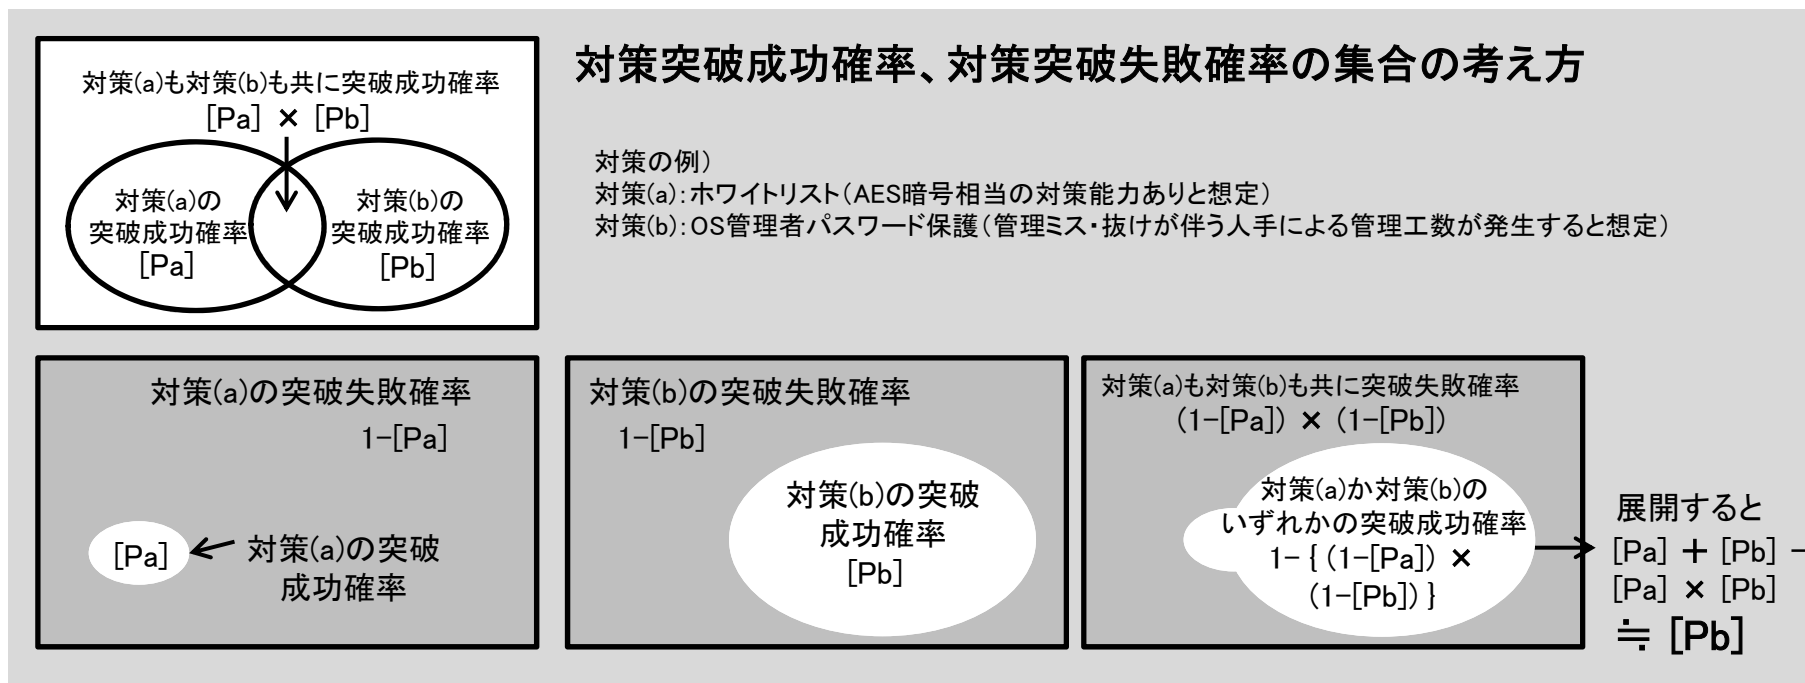 対策突破成功確率、対策突破失敗確率の集合の考え方
対策(a)も対策(b)も共に突破成功確率
[Pa] × [Pb]
対策(a)の
突破成功確率
[Pa]
対策(b)の
突破成功確率
[Pb]
対策の例）
対策(a)：ホワイトリスト（AES暗号相当の対策能力ありと想定）
対策(b)：OS管理者パスワード保護（管理ミス・抜けが伴う人手による管理工数が発生すると想定）
対策(a)の突破失敗確率
1-[Pa]
[Pa]
対策(a)の突破
成功確率
対策(b)の突破失敗確率
1-[Pb]
対策(b)の突破
成功確率
[Pb]
対策(a)も対策(b)も共に突破失敗確率
(1-[Pa]) × (1-[Pb])
対策(a)か対策(b)の
いずれかの突破成功確率
1- { (1-[Pa]) ×
(1-[Pb]) }
展開すると
[Pa] ＋ [Pb] －
[Pa] × [Pb]
≒ [Pb]